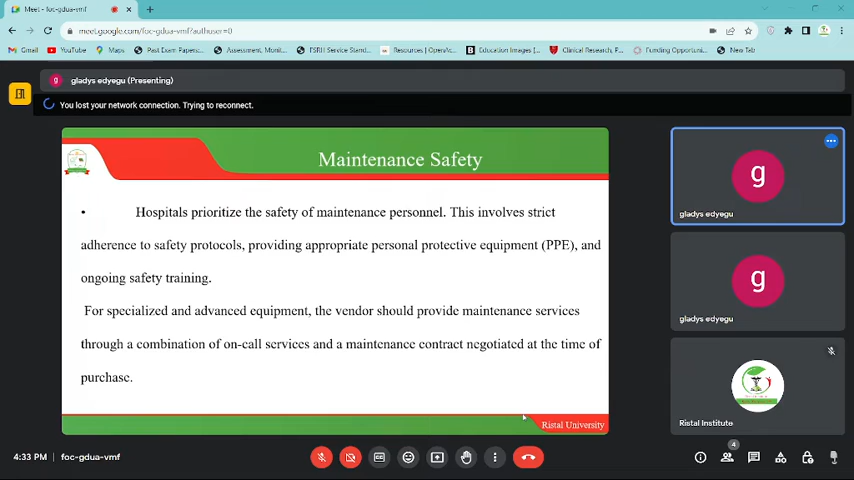 Meet - foc-gdua-vmf
meet.google.com/foc-gdua-vmf?authuser=0
Gmail
YouTube
Maps
Past Exam Papers:...
Assessment, Monit...
FSRH Service Stand...
Resources | OperaAc...
Education Images |...
Clinical Research, F...
Funding Opportuni...
New Tab
g
gladys edyegu (Presenting)
You lost your network connection. Trying to reconnect.
Maintenance Safety
• Hospitals prioritize the safety of maintenance personnel. This involves strict
adherence to safety protocols, providing appropriate personal protective equipment (PPE), and
ongoing safety training.
For specialized and advanced equipment, the vendor should provide maintenance services
through a combination of on-call services and a maintenance contract negotiated at the time of
purchase.
Ristal University
g
gladys edyegu
g
gladys edyegu
Ristal Institute
4:33 PM | foc-gdua-vmf
4